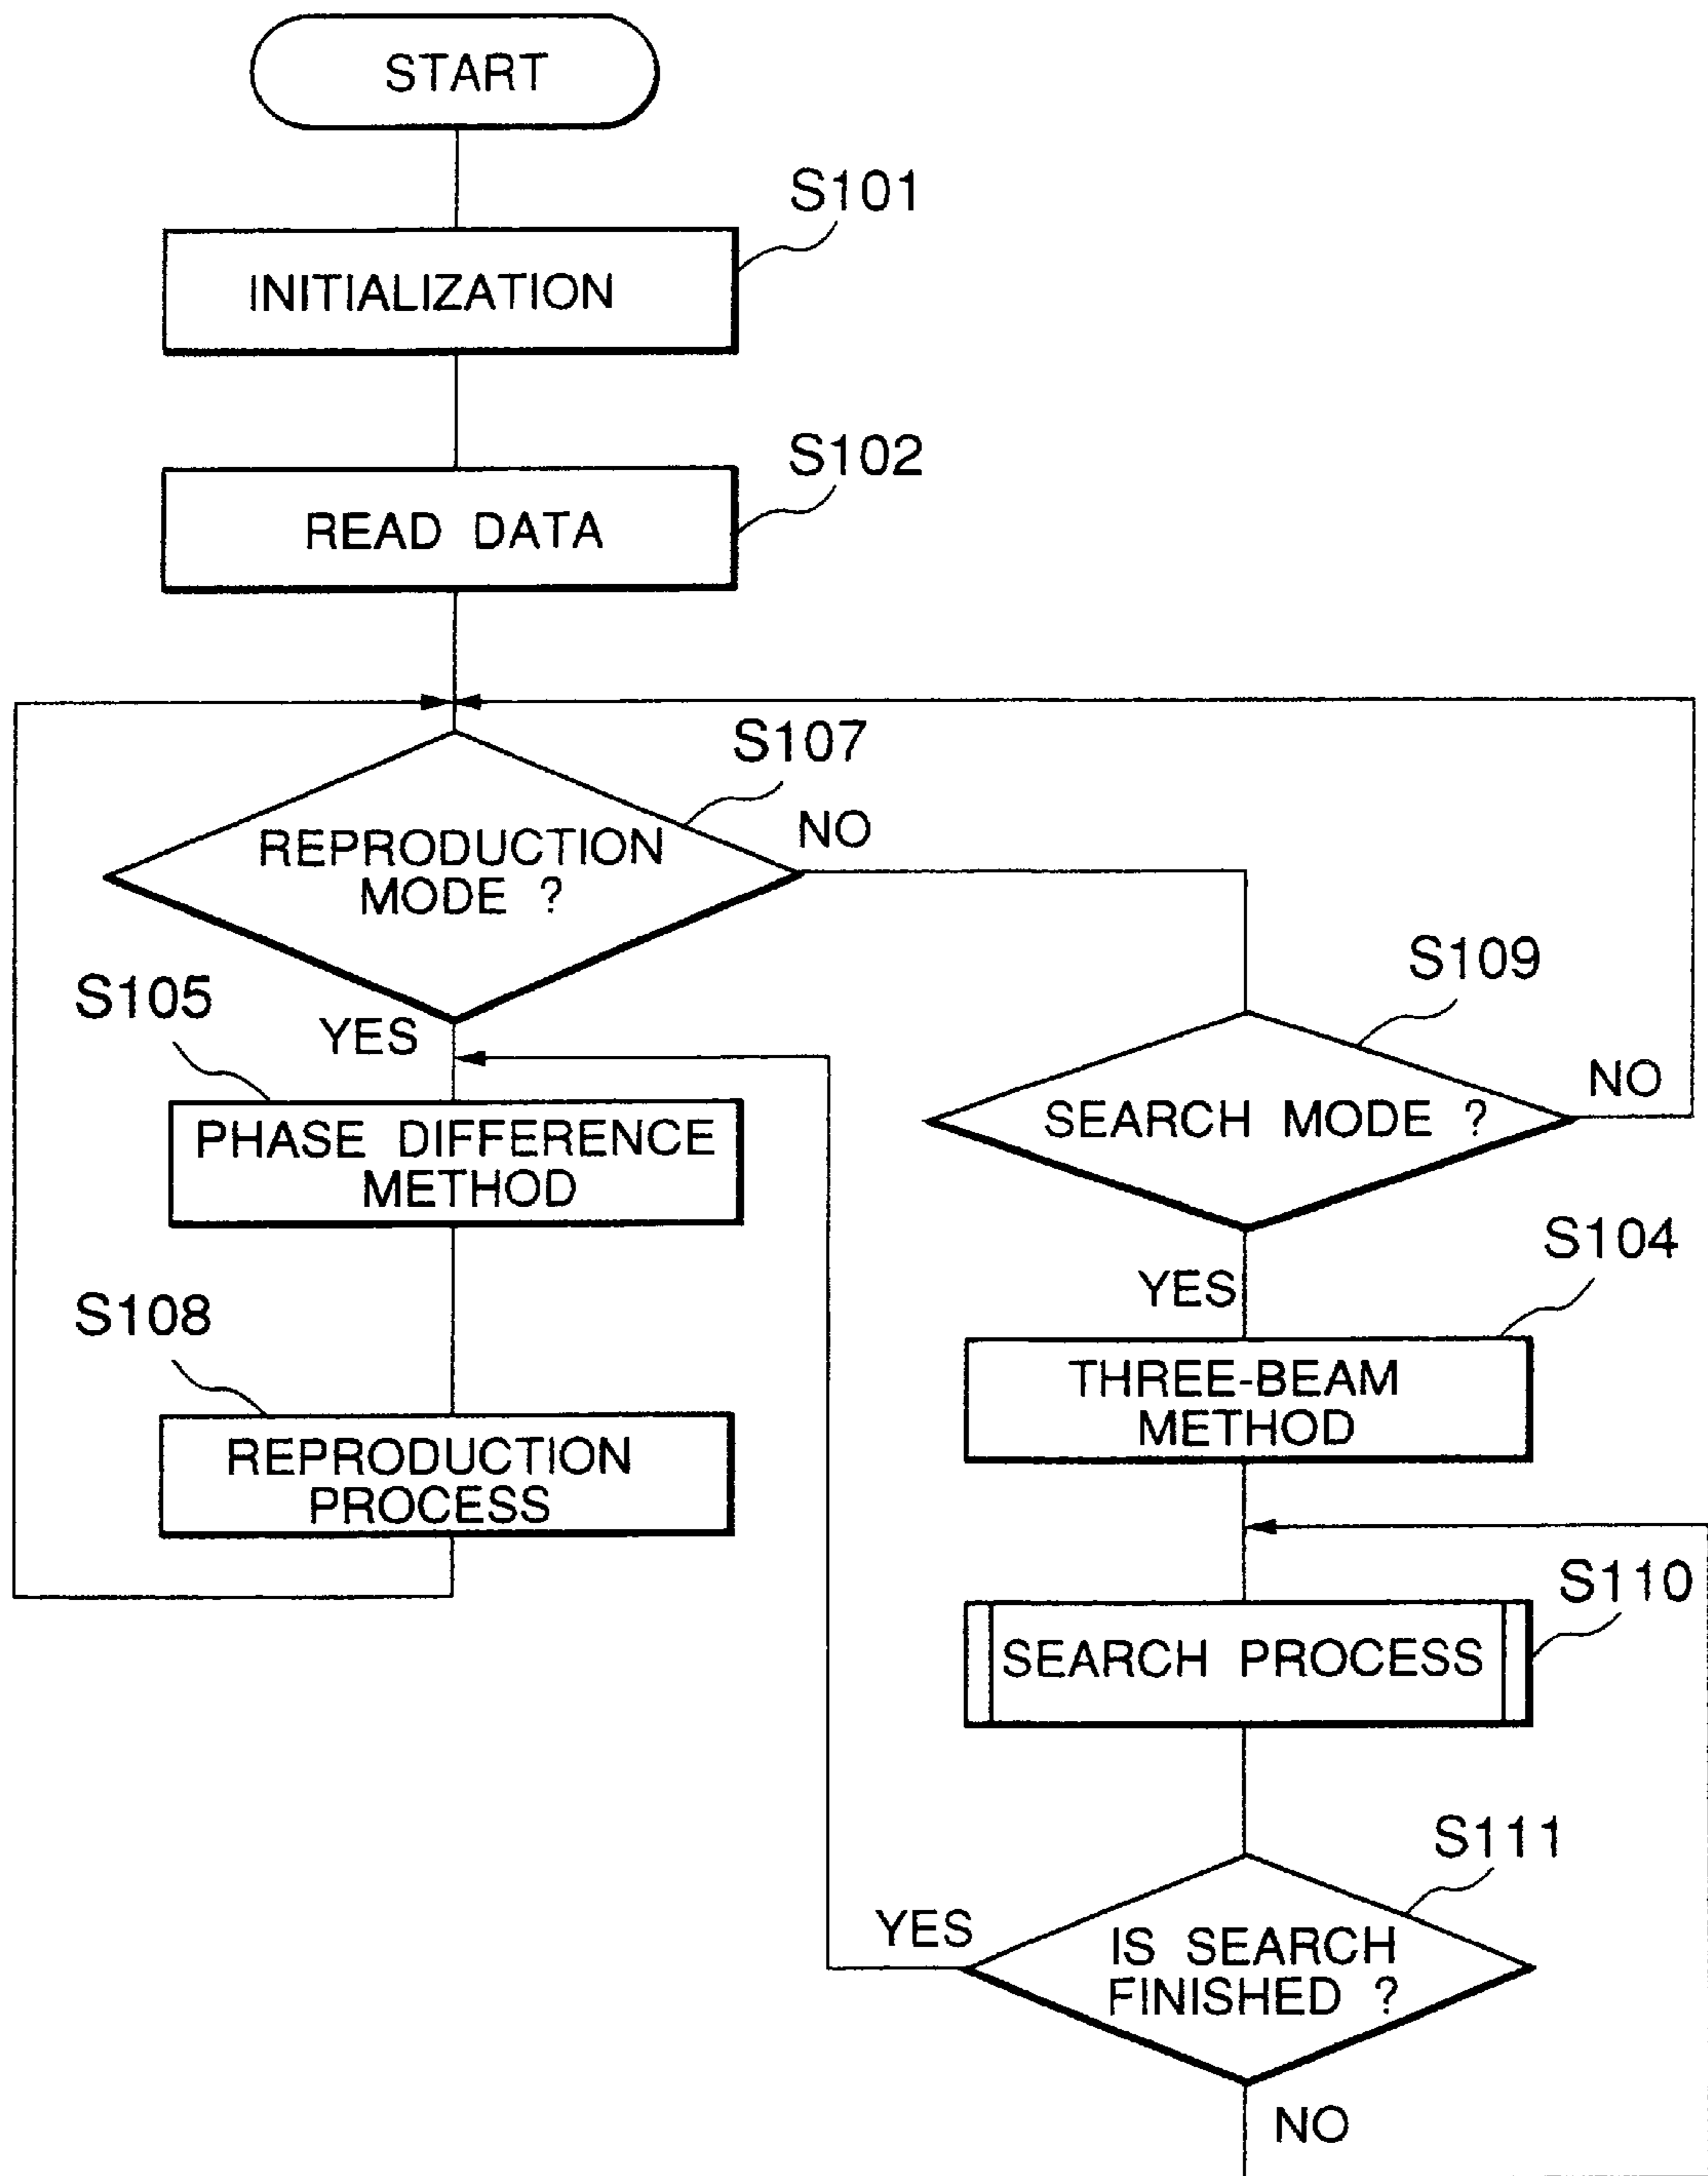 START
S101
INITIALIZATION
S102
READ DATA
S107
NO
REPRODUCTION
MODE ?
S109
S105
YES
NO
SEARCH MODE ?
PHASE DIFFERENCE
METHOD
S104
YES
S108
THREE-BEAM
METHOD
REPRODUCTION
PROCESS
S110
SEARCH PROCESS
S111
YES
IS SEARCH
FINISHED ?
NO